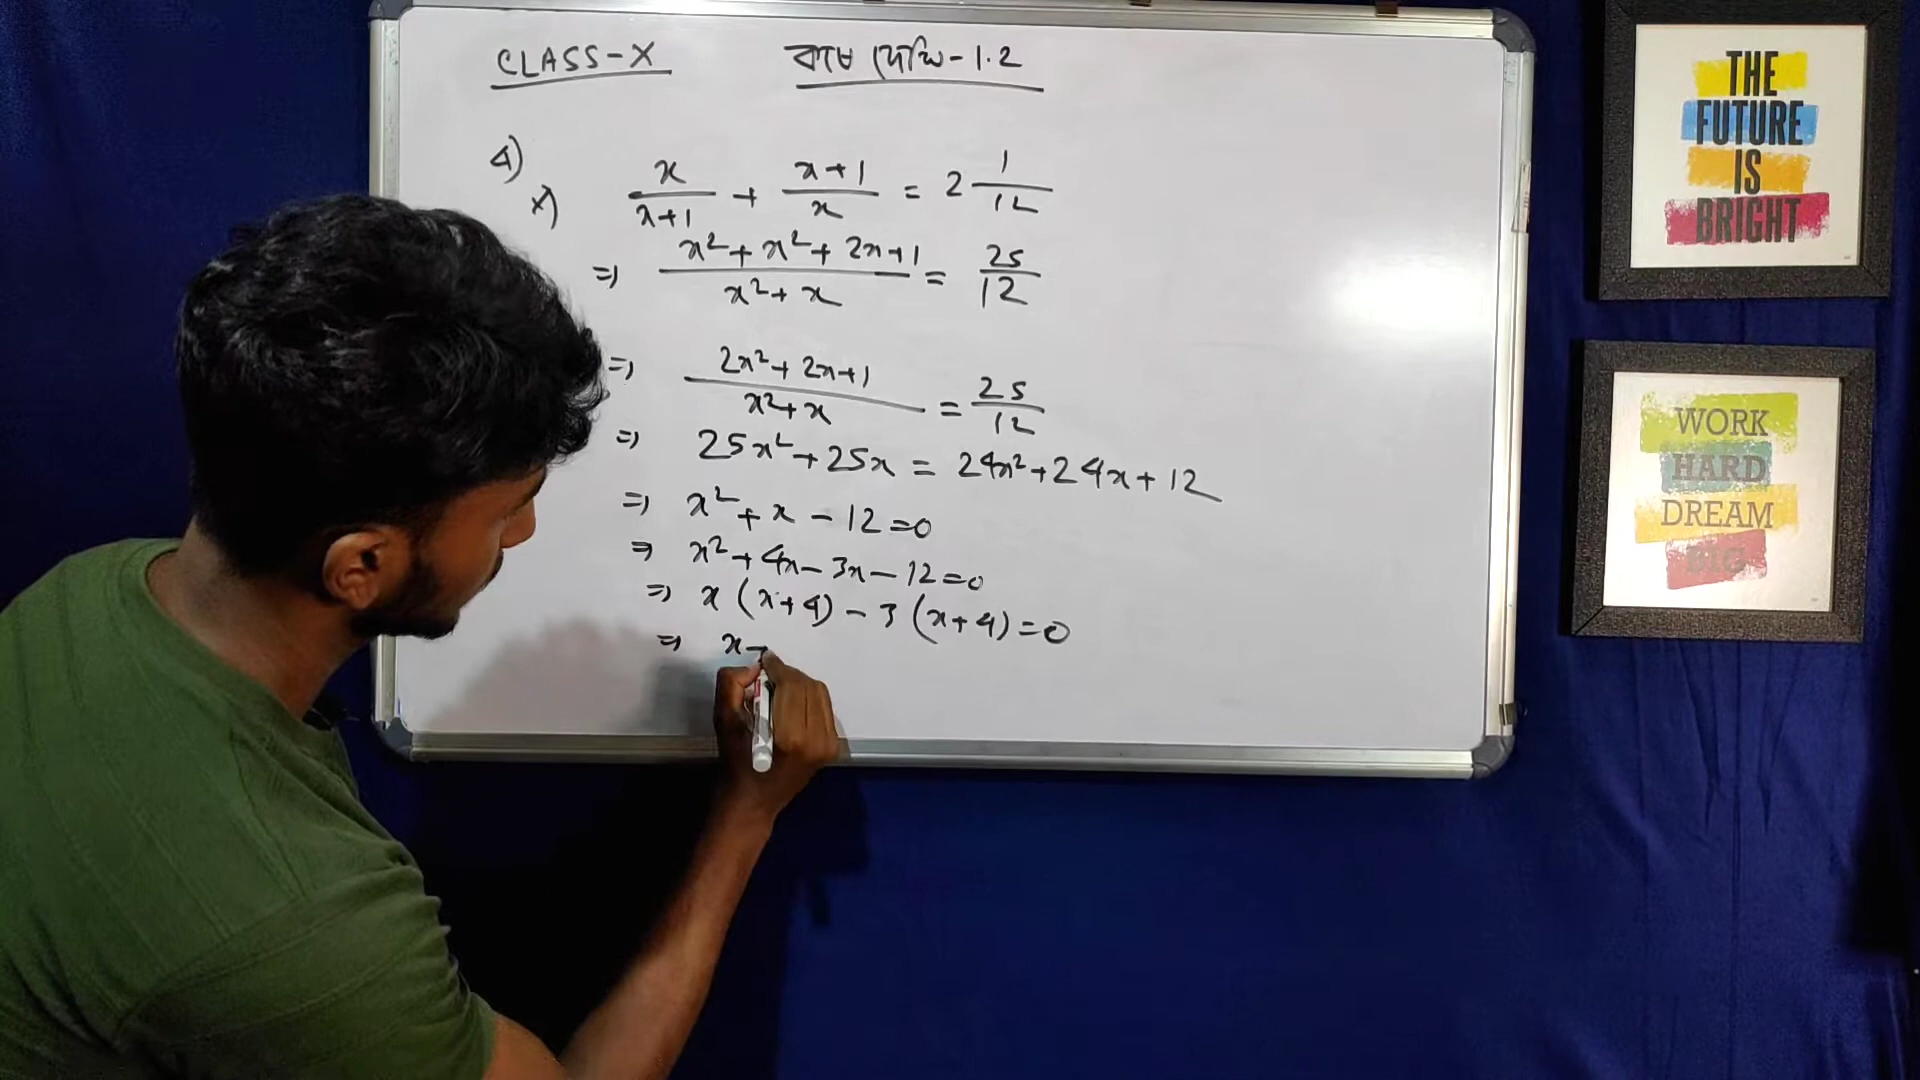 CLASS-X কষে দেখি-1.2
4)
x) x/(x+1) + (x+1)/x = 2 1/12
⇒ (x²+x²+2x+1)/(x²+x) = 25/12
⇒ (2x²+2x+1)/(x²+x) = 25/12
⇒ 25x²+25x = 24x²+24x+12
⇒ x²+x-12=0
⇒ x²+4x-3x-12=0
⇒ x(x+4)-3(x+4)=0
⇒ x
THE
FUTURE
IS
BRIGHT
WORK
HARD
DREAM
BIG